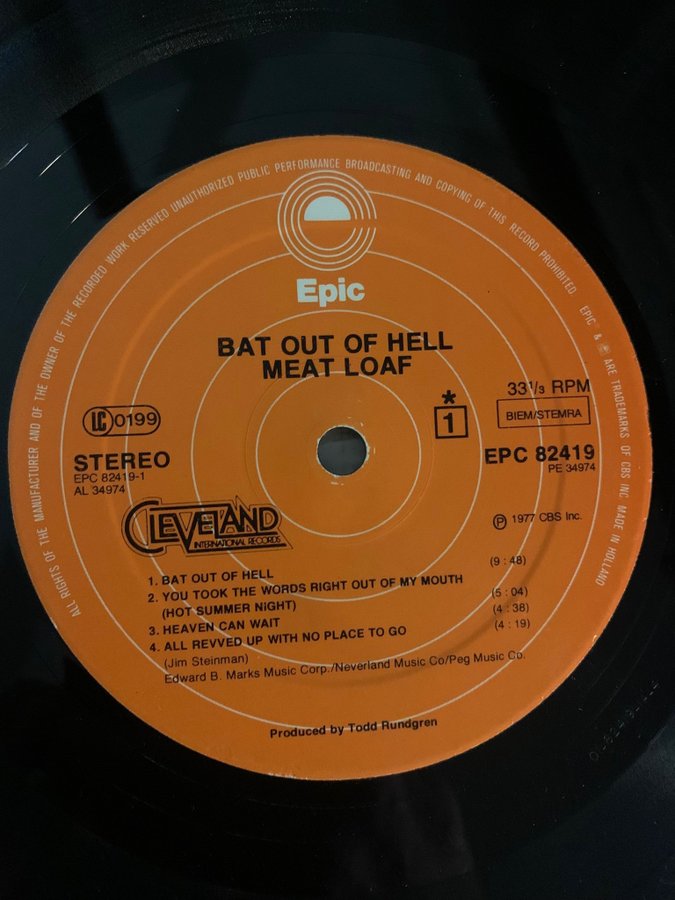 ALL RIGHTS OF THE MANUFACTURER AND OF THE OWNER OF THE RECORDED WORK RESERVED UNAUTHORIZED PUBLIC PERFORMANCE BROADCASTING AND COPYING OF THIS RECORD PROHIBITED EPIC & ARE TRADEMARKS OF CBS INC MADE IN HOLLAND
Epic
BAT OUT OF HELL
MEAT LOAF
LC 0199
*
1
33 1/3 RPM
BIEM/STEMRA
STEREO
EPC 82419-1
AL 34974
EPC 82419
PE 34974
CLEVELAND
INTERNATIONAL RECORDS
℗ 1977 CBS Inc.
1. BAT OUT OF HELL (9 : 48)
2. YOU TOOK THE WORDS RIGHT OUT OF MY MOUTH
(HOT SUMMER NIGHT) (5 : 04)
3. HEAVEN CAN WAIT (4 : 38)
4. ALL REVVED UP WITH NO PLACE TO GO (4 : 19)
(Jim Steinman)
Edward B. Marks Music Corp./Neverland Music Co/Peg Music Co.
Produced by Todd Rundgren